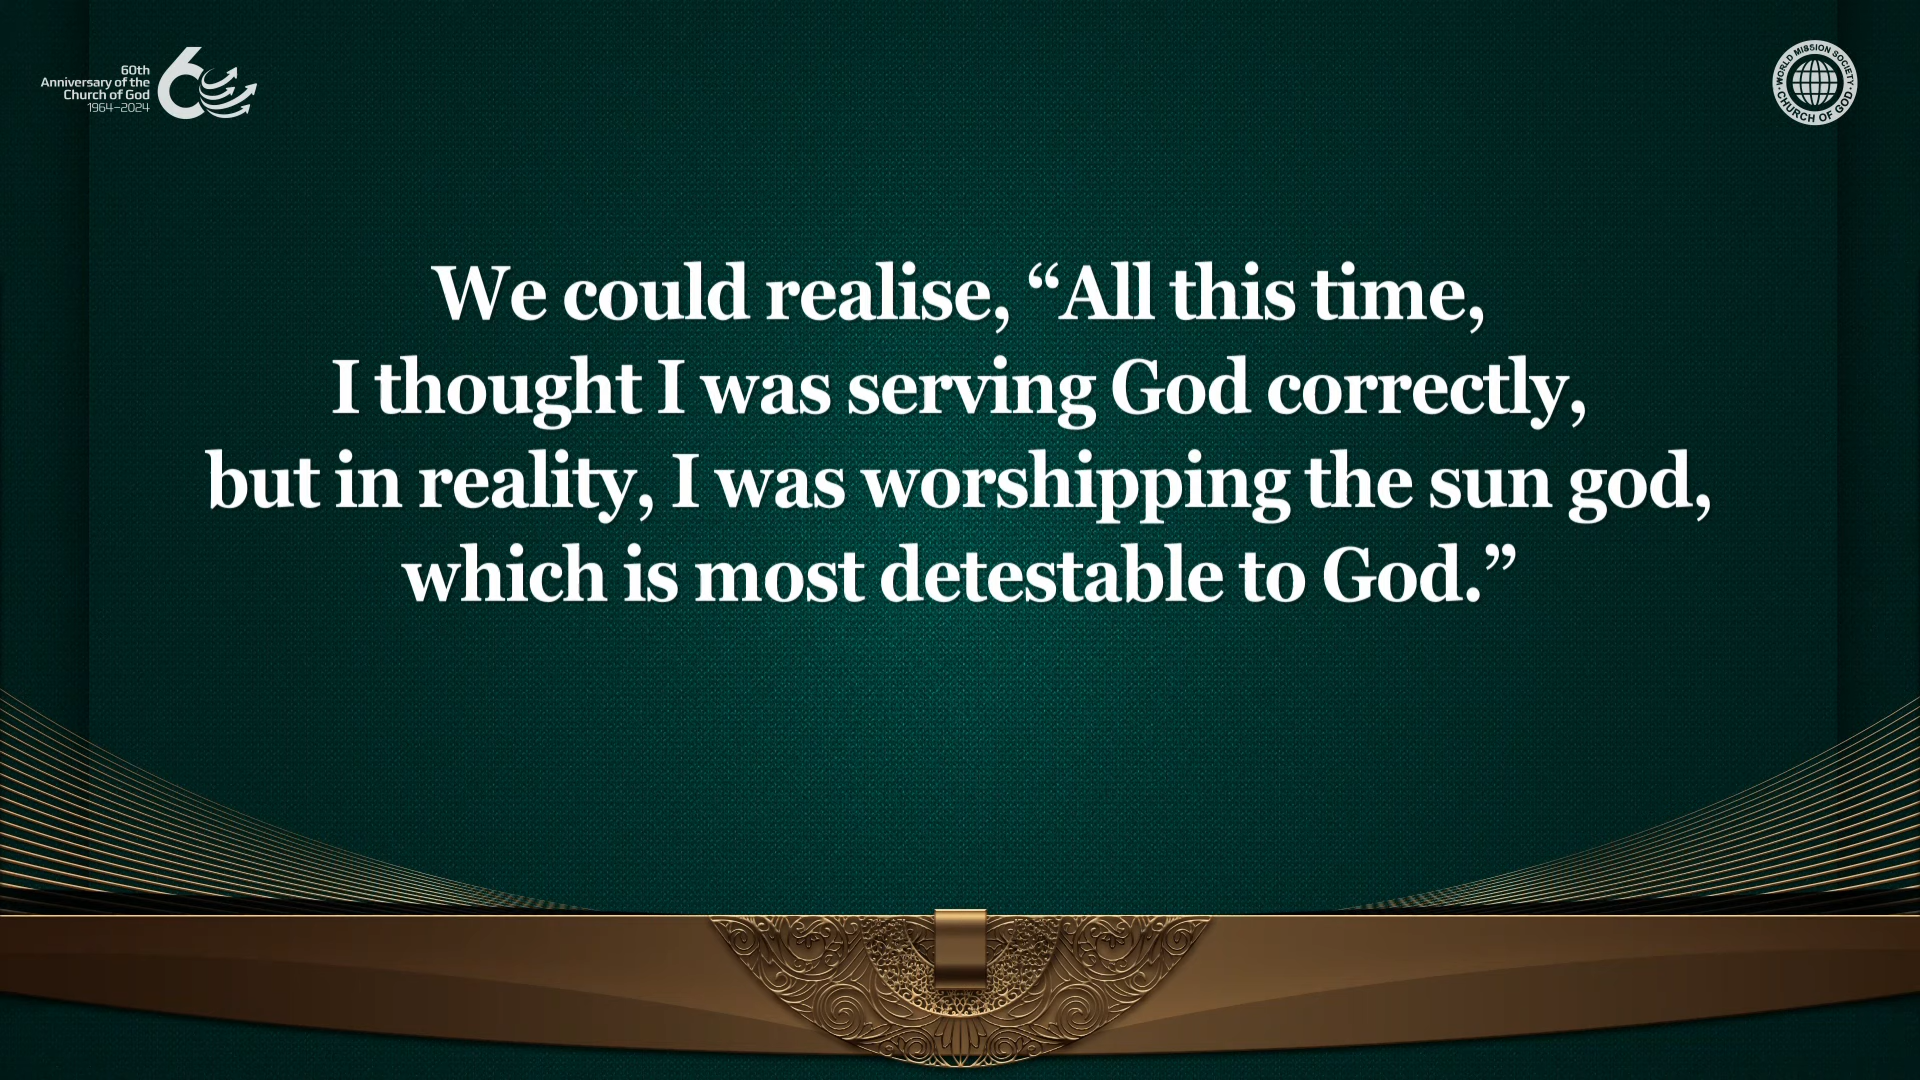 60th
Anniversary of the
Church of God
1964–2024
60
WORLD MISSION SOCIETY
CHURCH OF GOD
We could realise, “All this time,
I thought I was serving God correctly,
but in reality, I was worshipping the sun god,
which is most detestable to God.”